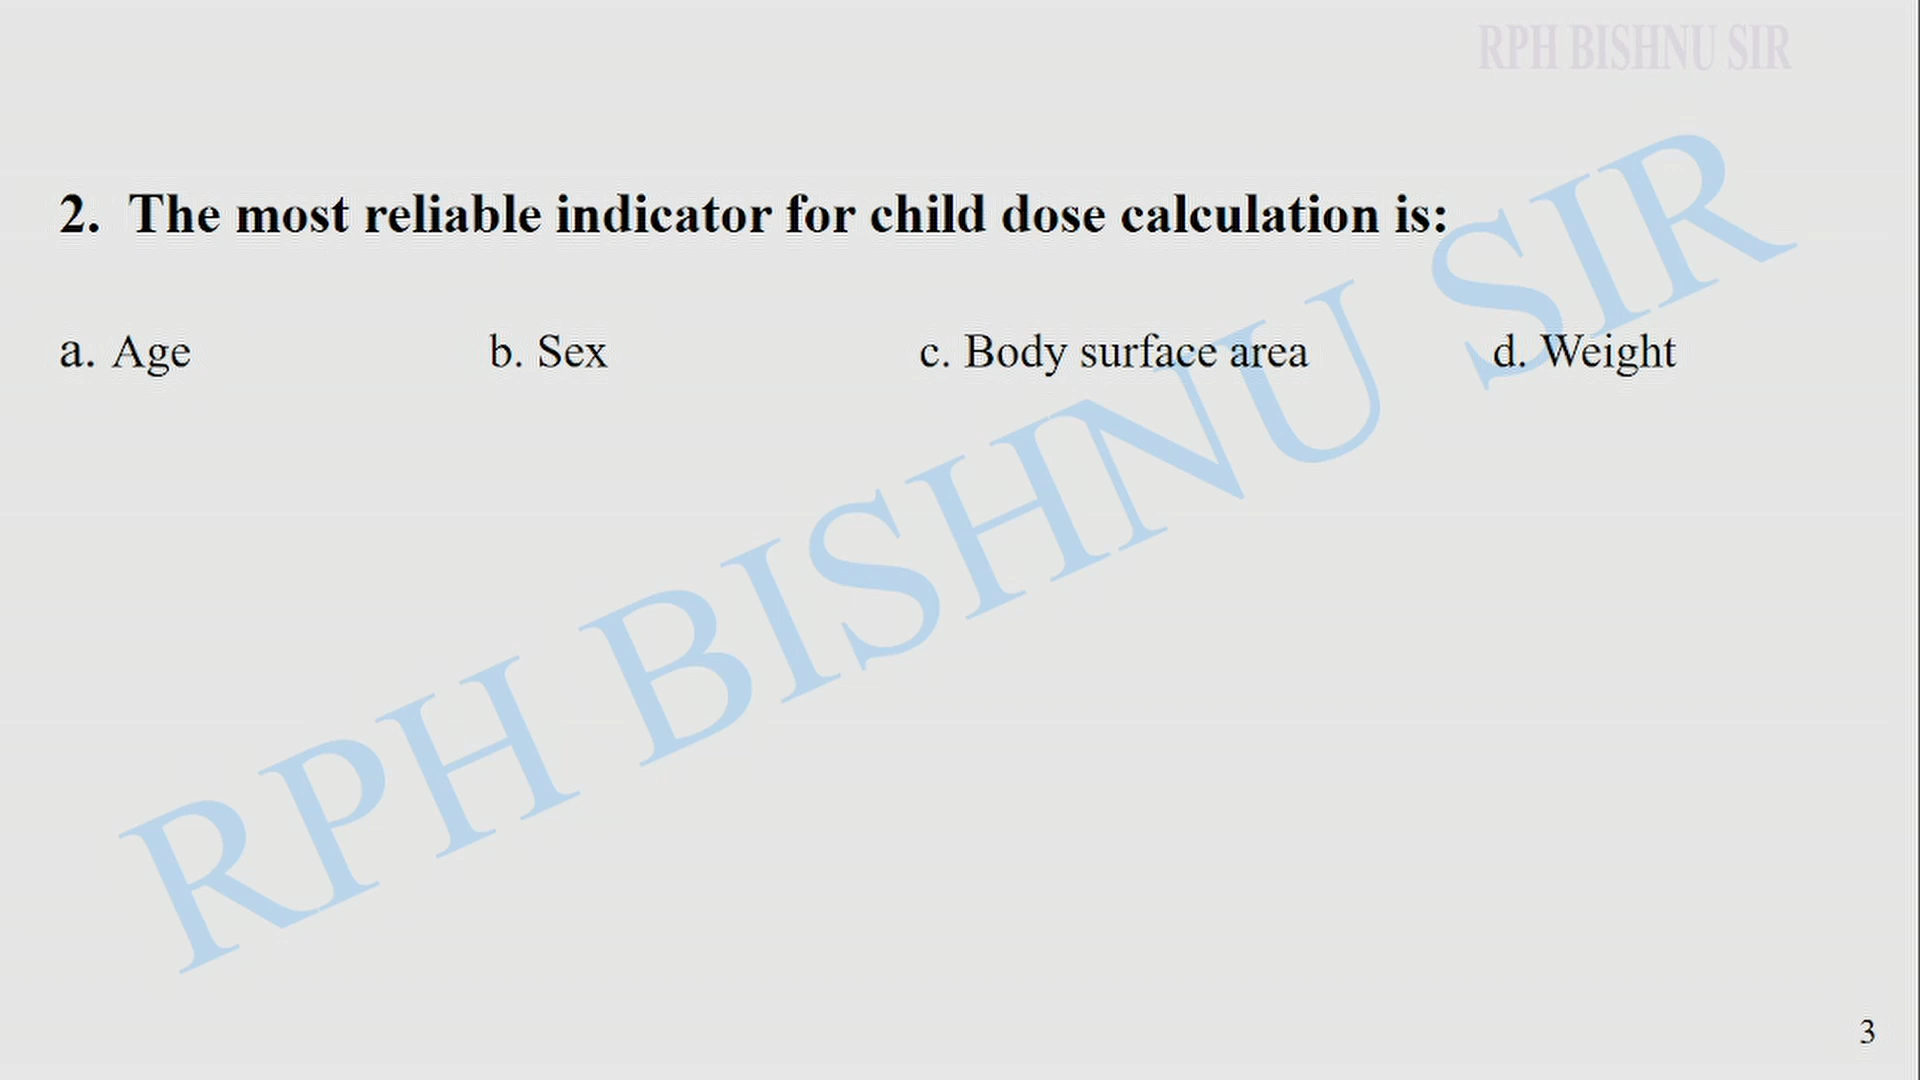 RPH BISHNU SIR
2. The most reliable indicator for child dose calculation is:
a. Age b. Sex c. Body surface area d. Weight
RPH BISHNU SIR
3